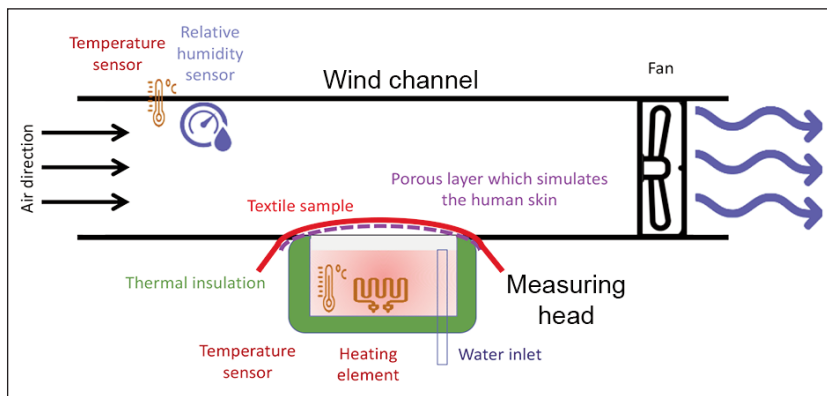 Temperature
sensor
Relative
humidity
sensor
Wind channel
Fan
°C
Air direction
Textile sample
Porous layer which simulates
the human skin
Thermal insulation
°C
Measuring
head
Temperature
sensor
Heating
element
Water inlet